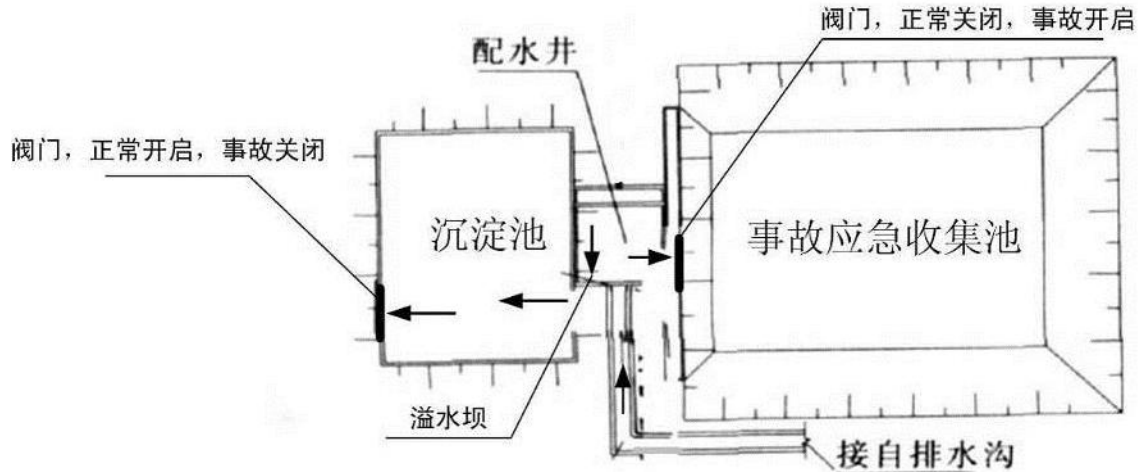 阀门，正常关闭，事故开启
配水井
阀门，正常开启，事故关闭
沉淀池
事故应急收集池
溢水坝
接自排水沟